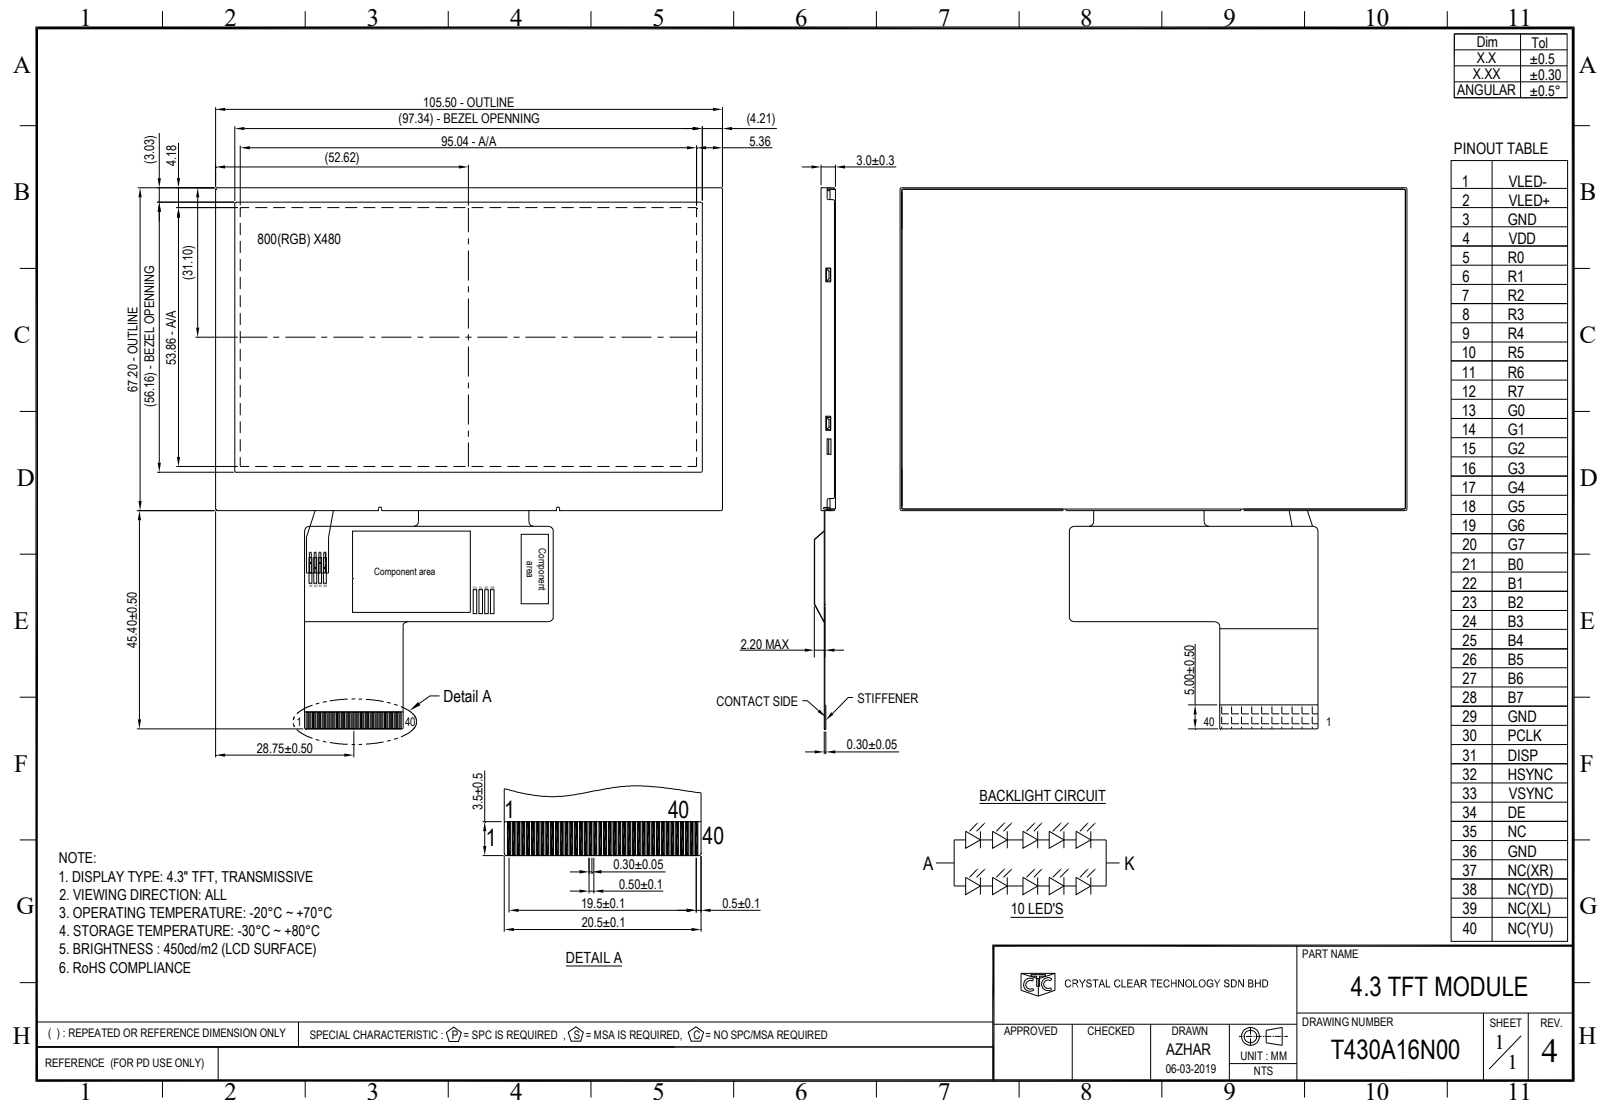 1 2 3 4 5 6 7 8 9 10 11
A A
B B
C C
D D
E E
F F
G G
H H
Dim Tol
X.X ±0.5
X.XX ±0.30
ANGULAR ±0.5°
105.50 - OUTLINE
(97.34) - BEZEL OPENNING
(4.21)
95.04 - A/A
5.36
(52.62)
(3.03)
4.18
(31.10)
67.20 - OUTLINE
(56.16) - BEZEL OPENNING
53.86 - A/A
800(RGB) X480
3.0±0.3
Component area
Component
area
45.40±0.50
Detail A
1 40
28.75±0.50
2.20 MAX
CONTACT SIDE
STIFFENER
0.30±0.05
5.00±0.50
40 1
3.5±0.5
1 40
1 40
0.30±0.05
0.50±0.1
19.5±0.1
0.5±0.1
20.5±0.1
DETAIL A
BACKLIGHT CIRCUIT
A K
10 LED'S
PINOUT TABLE
1 VLED-
2 VLED+
3 GND
4 VDD
5 R0
6 R1
7 R2
8 R3
9 R4
10 R5
11 R6
12 R7
13 G0
14 G1
15 G2
16 G3
17 G4
18 G5
19 G6
20 G7
21 B0
22 B1
23 B2
24 B3
25 B4
26 B5
27 B6
28 B7
29 GND
30 PCLK
31 DISP
32 HSYNC
33 VSYNC
34 DE
35 NC
36 GND
37 NC(XR)
38 NC(YD)
39 NC(XL)
40 NC(YU)
NOTE:
1. DISPLAY TYPE: 4.3" TFT, TRANSMISSIVE
2. VIEWING DIRECTION: ALL
3. OPERATING TEMPERATURE: -20°C ~ +70°C
4. STORAGE TEMPERATURE: -30°C ~ +80°C
5. BRIGHTNESS : 450cd/m2 (LCD SURFACE)
6. RoHS COMPLIANCE
( ) : REPEATED OR REFERENCE DIMENSION ONLY
SPECIAL CHARACTERISTIC : P = SPC IS REQUIRED , S = MSA IS REQUIRED, C = NO SPC/MSA REQUIRED
REFERENCE (FOR PD USE ONLY)
CTC CRYSTAL CLEAR TECHNOLOGY SDN BHD
PART NAME
4.3 TFT MODULE
APPROVED CHECKED DRAWN
AZHAR
06-03-2019
UNIT : MM
NTS
DRAWING NUMBER
T430A16N00
SHEET
1/1
REV.
4
1 2 3 4 5 6 7 8 9 10 11